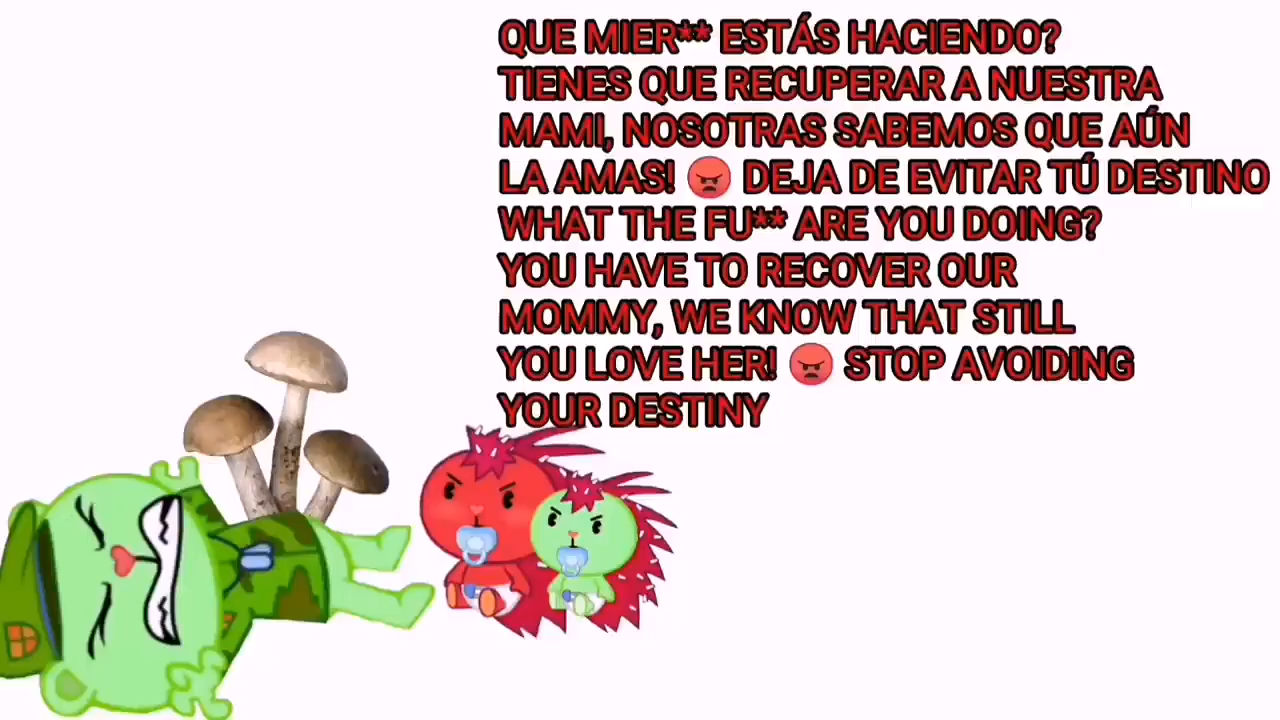 QUE MIER** ESTÁS HACIENDO?
TIENES QUE RECUPERAR A NUESTRA
MAMI, NOSOTRAS SABEMOS QUE AÚN
LA AMAS! 😡 DEJA DE EVITAR TÚ DESTINO
WHAT THE FU** ARE YOU DOING?
YOU HAVE TO RECOVER OUR
MOMMY, WE KNOW THAT STILL
YOU LOVE HER! 😡 STOP AVOIDING
YOUR DESTINY